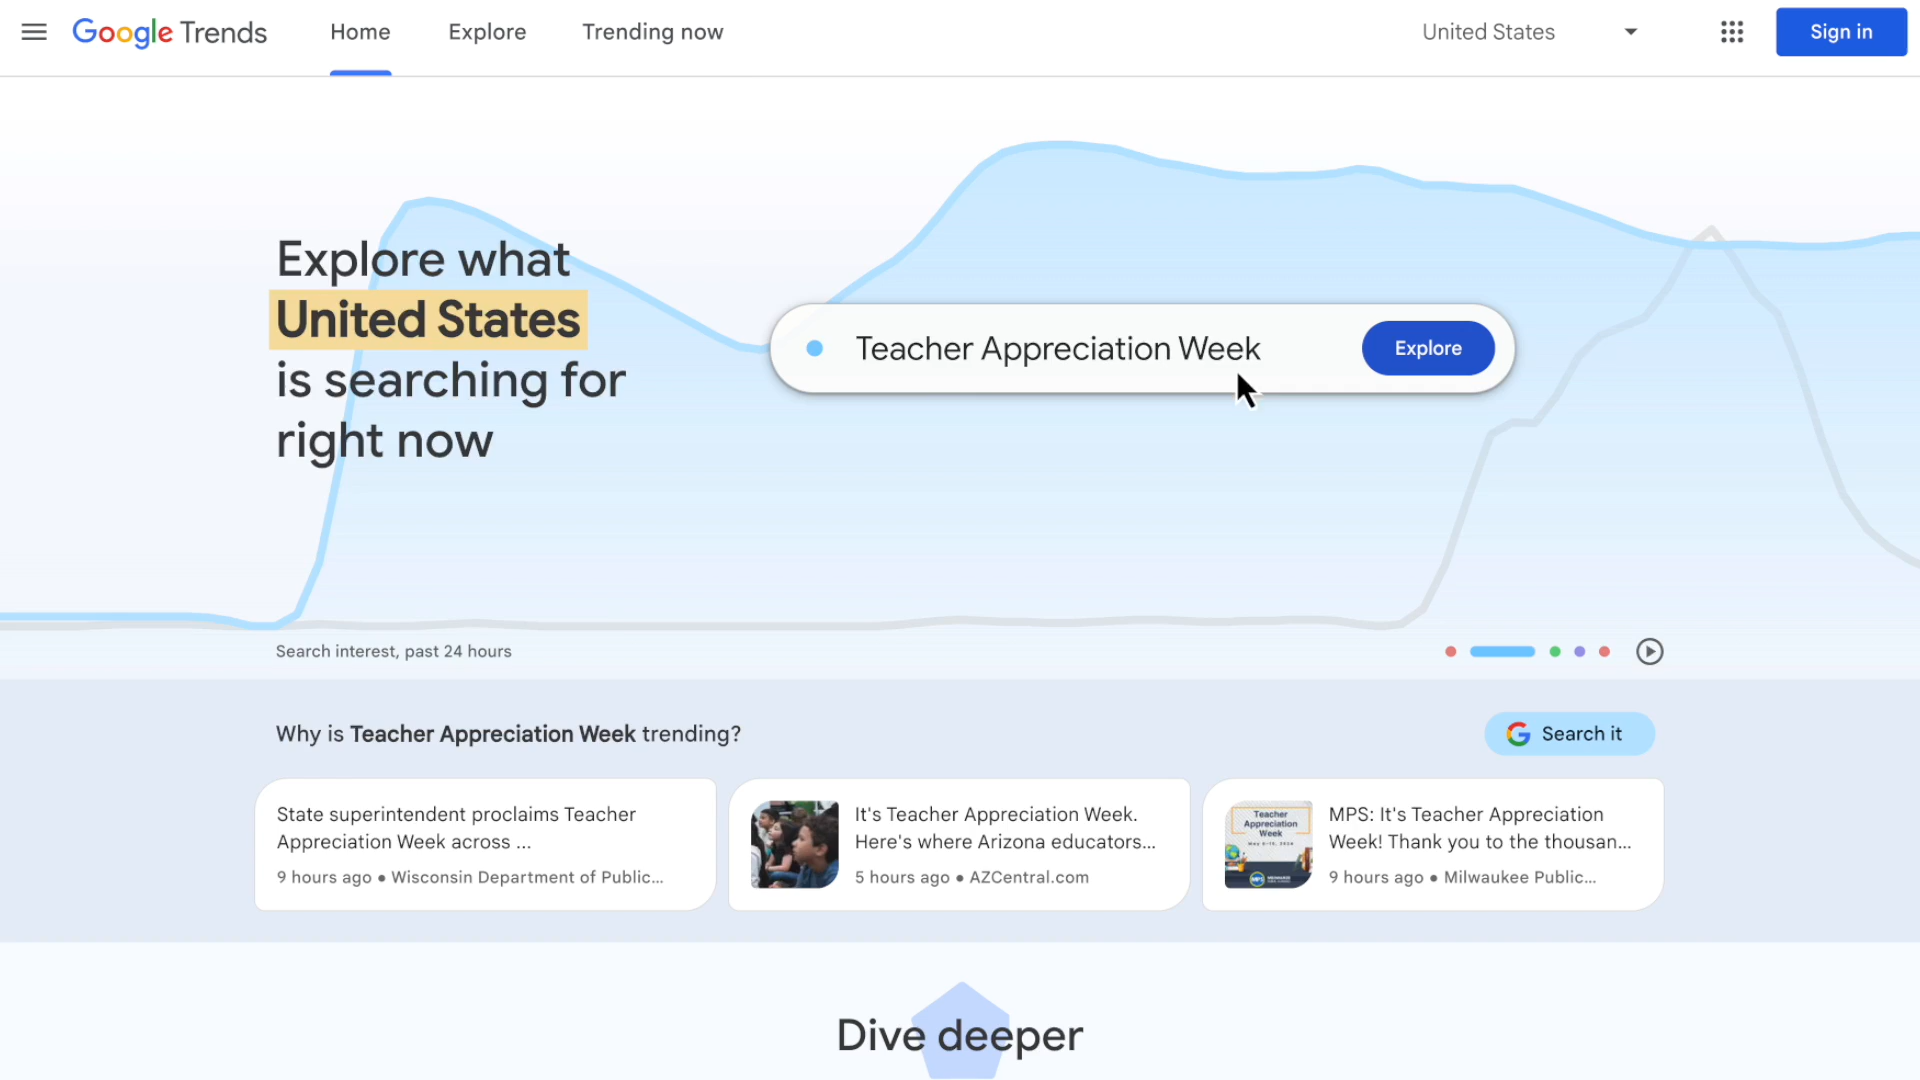 Google Trends
Home
Explore
Trending now
United States
Sign in
Explore what
United States
is searching for
right now
Teacher Appreciation Week
Explore
Search interest, past 24 hours
Why is Teacher Appreciation Week trending?
Search it
State superintendent proclaims Teacher
Appreciation Week across ...
9 hours ago • Wisconsin Department of Public...
It's Teacher Appreciation Week.
Here's where Arizona educators...
5 hours ago • AZCentral.com
Teacher
Appreciation
Week
MPS: It's Teacher Appreciation
Week! Thank you to the thousan...
9 hours ago • Milwaukee Public...
Dive deeper